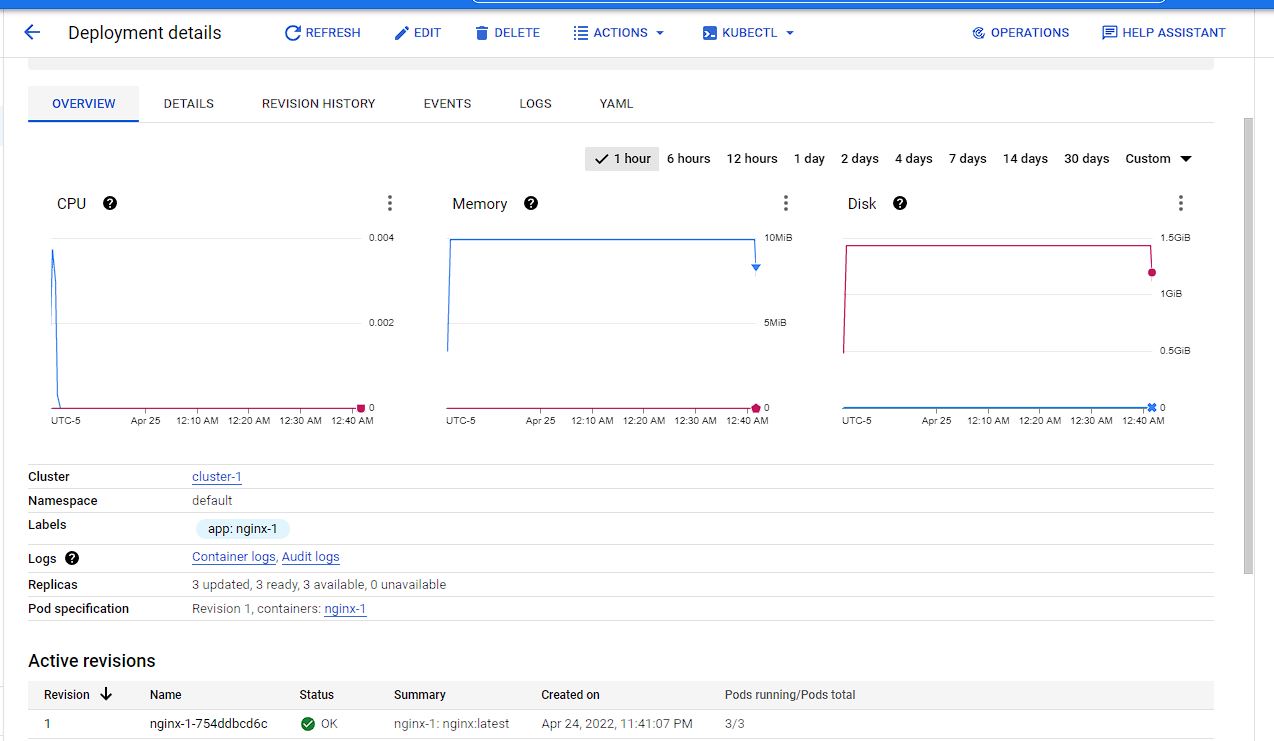 Deployment details REFRESH EDIT DELETE ACTIONS KUBECTL OPERATIONS HELP ASSISTANT
OVERVIEW DETAILS REVISION HISTORY EVENTS LOGS YAML
1 hour 6 hours 12 hours 1 day 2 days 4 days 7 days 14 days 30 days Custom
CPU
0.004
0.002
0
UTC-5 Apr 25 12:10 AM 12:20 AM 12:30 AM 12:40 AM
Memory
10MiB
5MiB
0
UTC-5 Apr 25 12:10 AM 12:20 AM 12:30 AM 12:40 AM
Disk
1.5GiB
1GiB
0.5GiB
0
UTC-5 Apr 25 12:10 AM 12:20 AM 12:30 AM 12:40 AM
Cluster cluster-1
Namespace default
Labels app: nginx-1
Logs Container logs, Audit logs
Replicas 3 updated, 3 ready, 3 available, 0 unavailable
Pod specification Revision 1, containers: nginx-1
Active revisions
Revision Name Status Summary Created on Pods running/Pods total
1 nginx-1-754ddbcd6c OK nginx-1: nginx:latest Apr 24, 2022, 11:41:07 PM 3/3